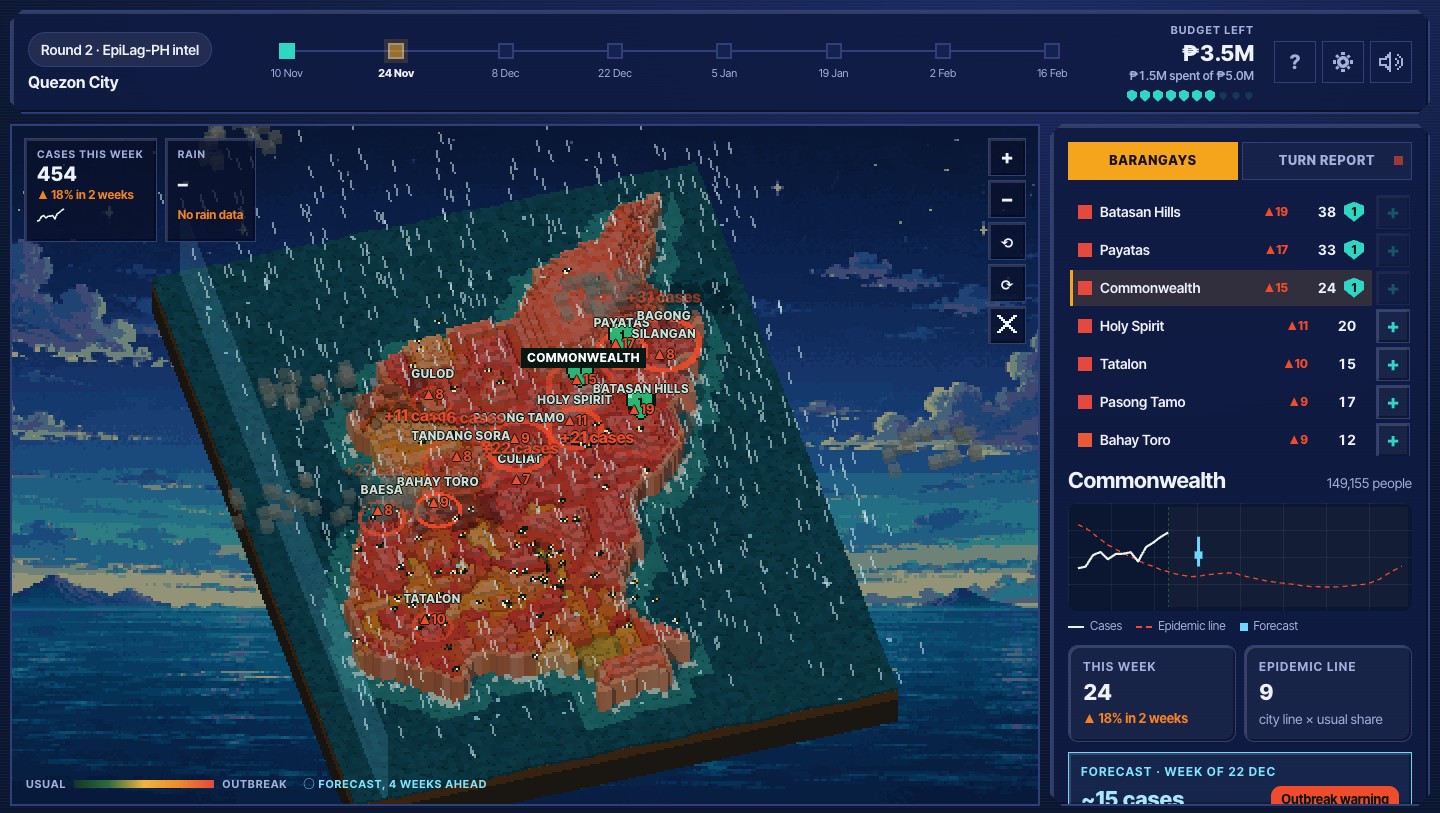 Round 2 · EpiLag-PH intel
Quezon City
10 Nov
24 Nov
8 Dec
22 Dec
5 Jan
19 Jan
2 Feb
16 Feb
BUDGET LEFT
₱3.5M
₱1.5M spent of ₱5.0M
?
CASES THIS WEEK
454
▲ 18% in 2 weeks
RAIN
–
No rain data
+
−
⟲
⟳
+31 cases
BAGONG
SILANGAN
▲8
PAYATAS
▲17
COMMONWEALTH
▲15
BATASAN HILLS
▲19
GULOD
▲8
HOLY SPIRIT
▲11
PASONG TAMO
▲9
TANDANG SORA
▲8
+21 cases
+22 cases
CULIAT
▲7
BAHAY TORO
▲9
BAESA
▲8
TATALON
▲10
USUAL
OUTBREAK
FORECAST, 4 WEEKS AHEAD
BARANGAYS
TURN REPORT
Batasan Hills ▲19 38 1 +
Payatas ▲17 33 1 +
Commonwealth ▲15 24 1 +
Holy Spirit ▲11 20 +
Tatalon ▲10 15 +
Pasong Tamo ▲9 17 +
Bahay Toro ▲9 12 +
Commonwealth
149,155 people
Cases
Epidemic line
Forecast
THIS WEEK
24
▲ 18% in 2 weeks
EPIDEMIC LINE
9
city line × usual share
FORECAST · WEEK OF 22 DEC
~15 cases
Outbreak warning